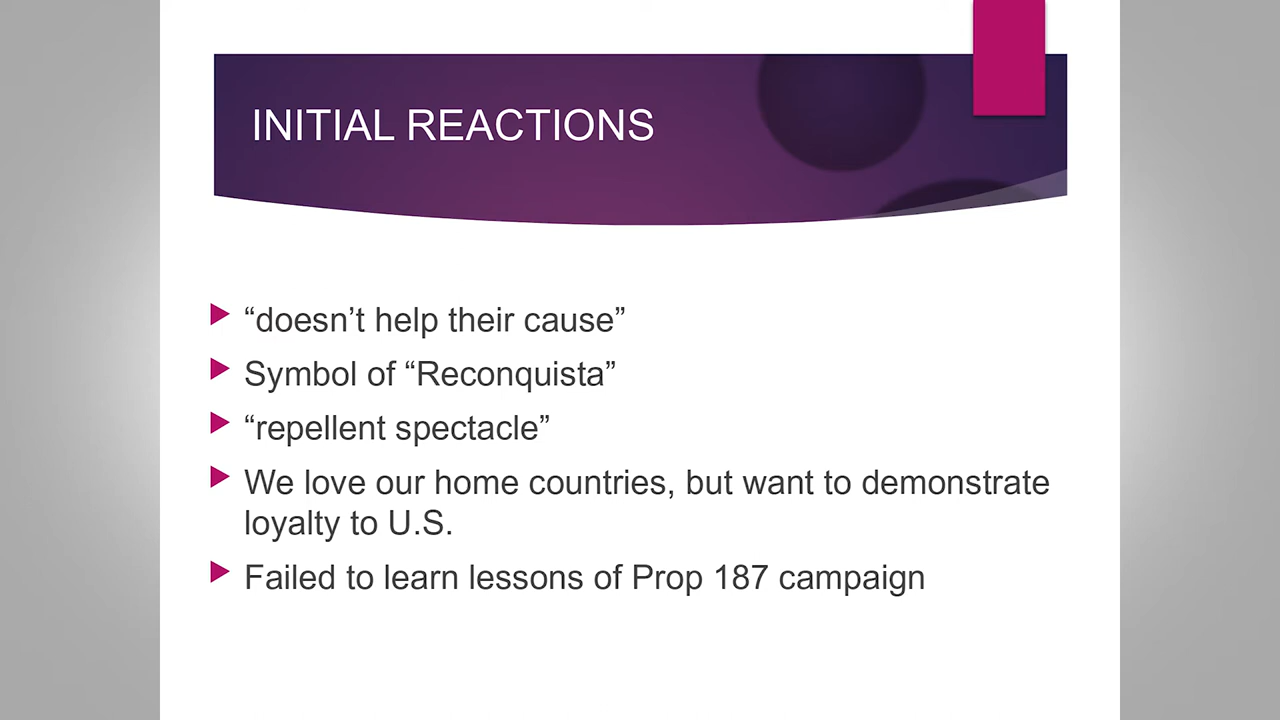 INITIAL REACTIONS
“doesn’t help their cause”
Symbol of “Reconquista”
“repellent spectacle”
We love our home countries, but want to demonstrate
loyalty to U.S.
Failed to learn lessons of Prop 187 campaign